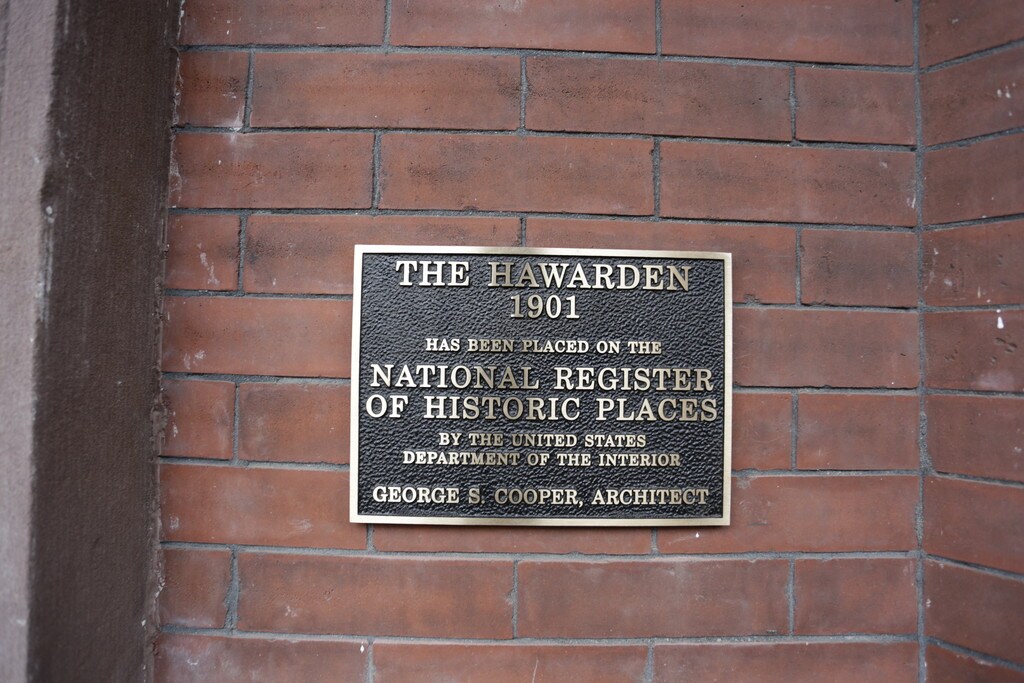 THE HAWARDEN
1901
HAS BEEN PLACED ON THE
NATIONAL REGISTER
OF HISTORIC PLACES
BY THE UNITED STATES
DEPARTMENT OF THE INTERIOR
GEORGE S. COOPER, ARCHITECT